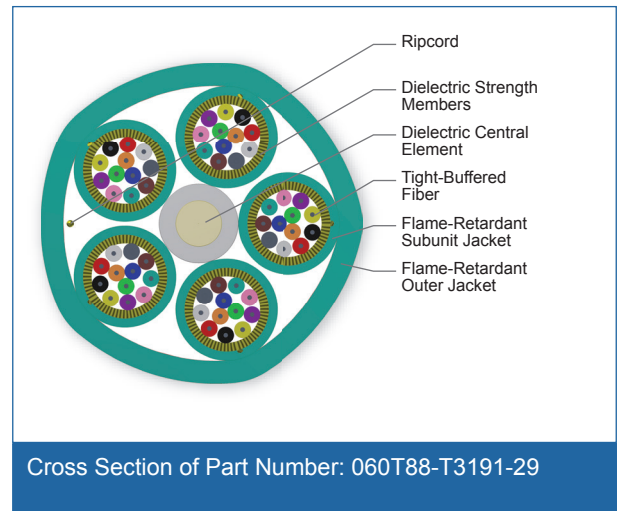 Ripcord
Dielectric Strength
Members
Dielectric Central
Element
Tight-Buffered
Fiber
Flame-Retardant
Subunit Jacket
Flame-Retardant
Outer Jacket
Cross Section of Part Number: 060T88-T3191-29